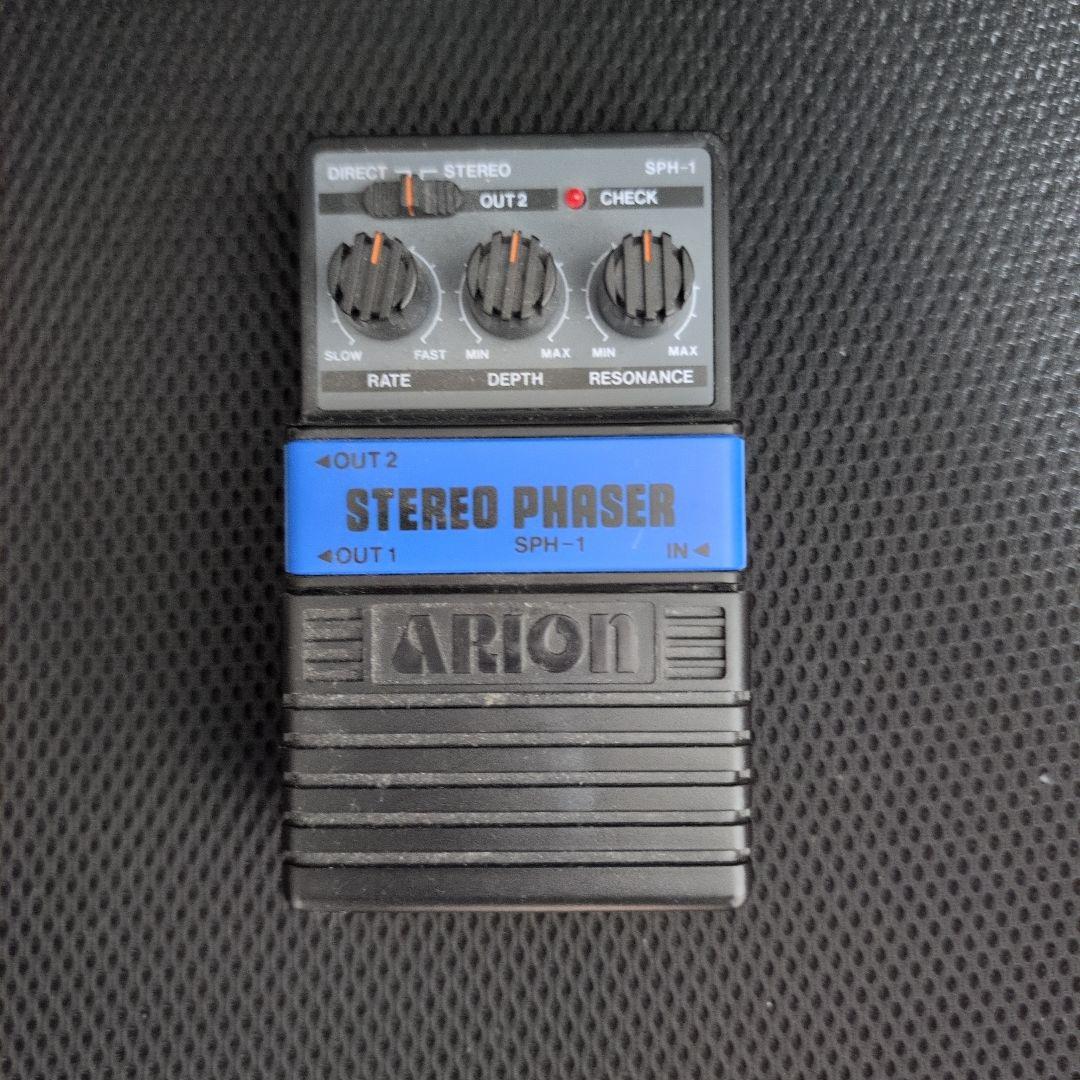 DIRECT STEREO SPH-1
OUT 2 CHECK
SLOW FAST MIN MAX MIN MAX
RATE DEPTH RESONANCE
◄OUT 2
STEREO PHASER
SPH-1
◄OUT 1 IN◄
ARION